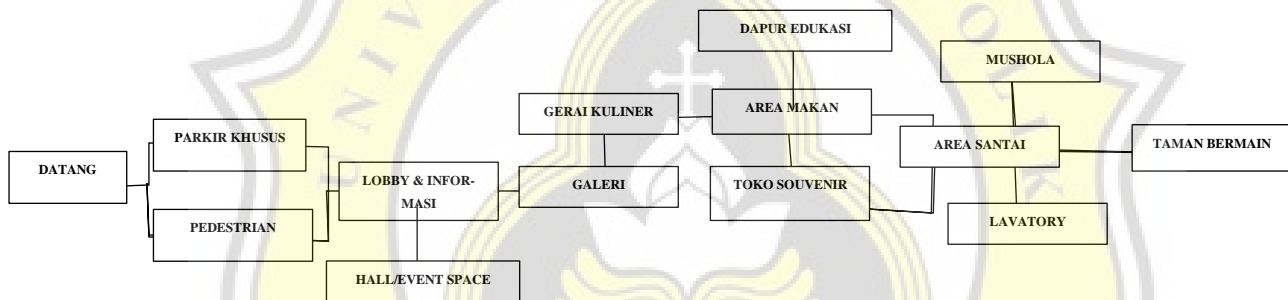 DAPUR EDUKASI
MUSHOLA
GERAI KULINER
AREA MAKAN
PARKIR KHUSUS
AREA SANTAI
TAMAN BERMAIN
DATANG
LOBBY & INFOR-
MASI
GALERI
TOKO SOUVENIR
PEDESTRIAN
LAVATORY
HALL/EVENT SPACE